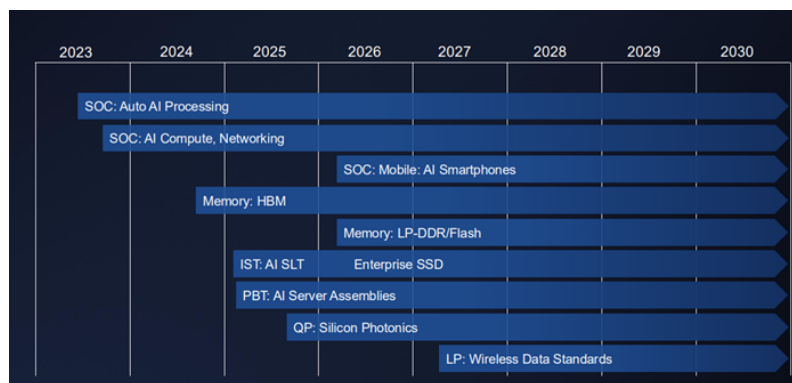 2023 2024 2025 2026 2027 2028 2029 2030
SOC: Auto AI Processing
SOC: AI Compute, Networking
SOC: Mobile: AI Smartphones
Memory: HBM
Memory: LP-DDR/Flash
IST: AI SLT Enterprise SSD
PBT: AI Server Assemblies
QP: Silicon Photonics
LP: Wireless Data Standards